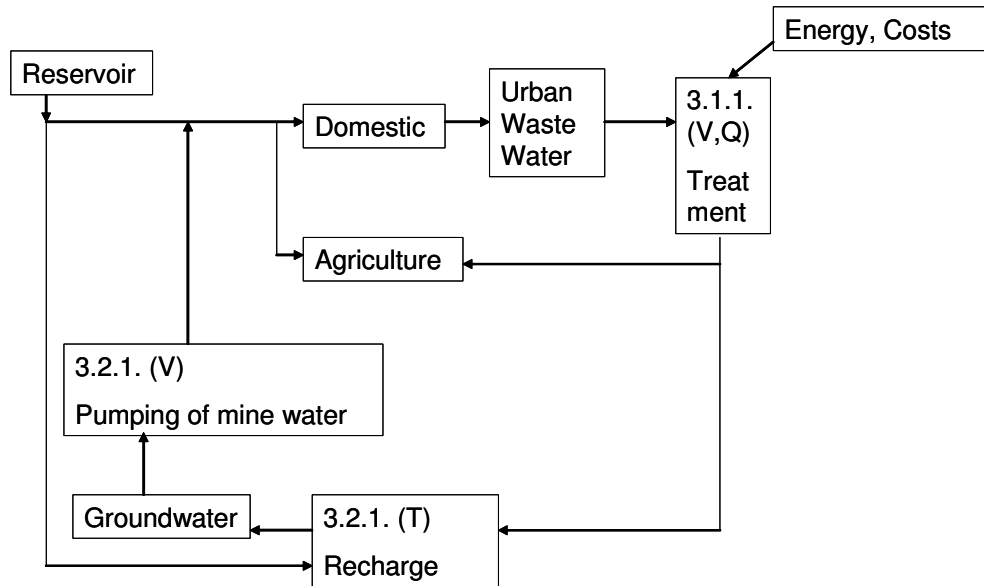 Energy, Costs
Reservoir
Domestic
Urban
Waste
Water
3.1.1.
(V,Q)
Treat
ment
Agriculture
3.2.1. (V)
Pumping of mine water
Groundwater
3.2.1. (T)
Recharge